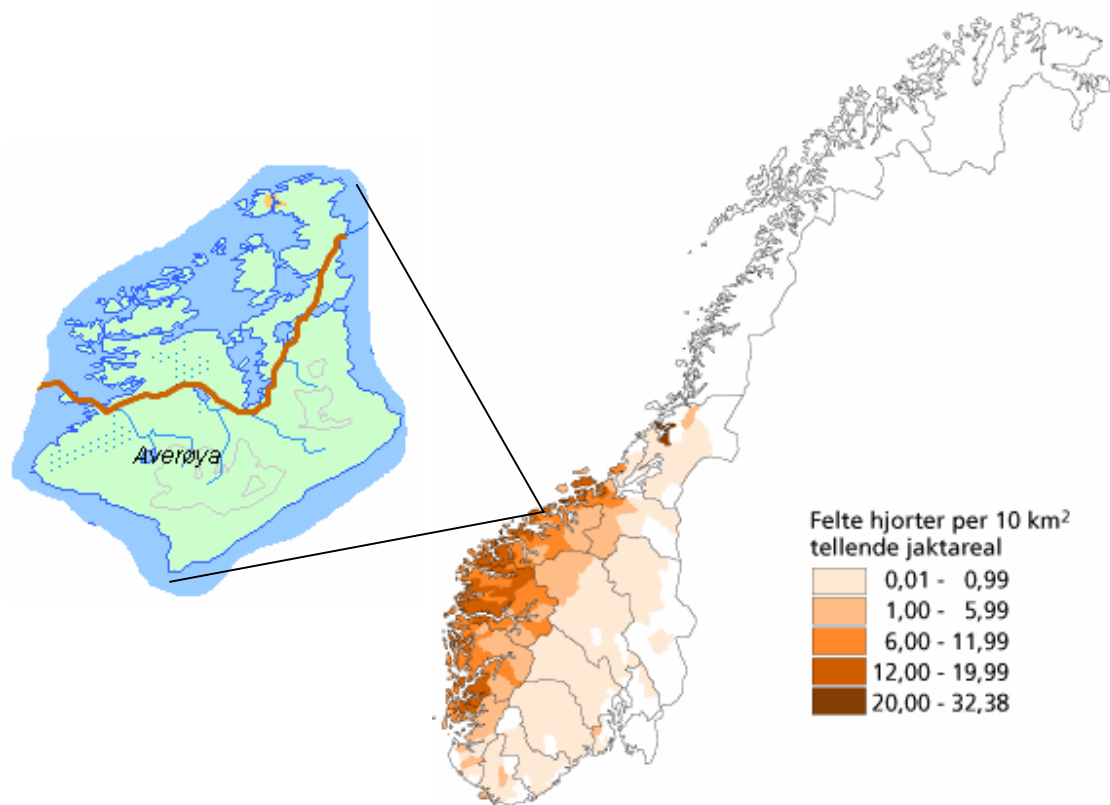 Averøya
Felte hjorter per 10 km²
tellende jaktareal
0,01 - 0,99
1,00 - 5,99
6,00 - 11,99
12,00 - 19,99
20,00 - 32,38